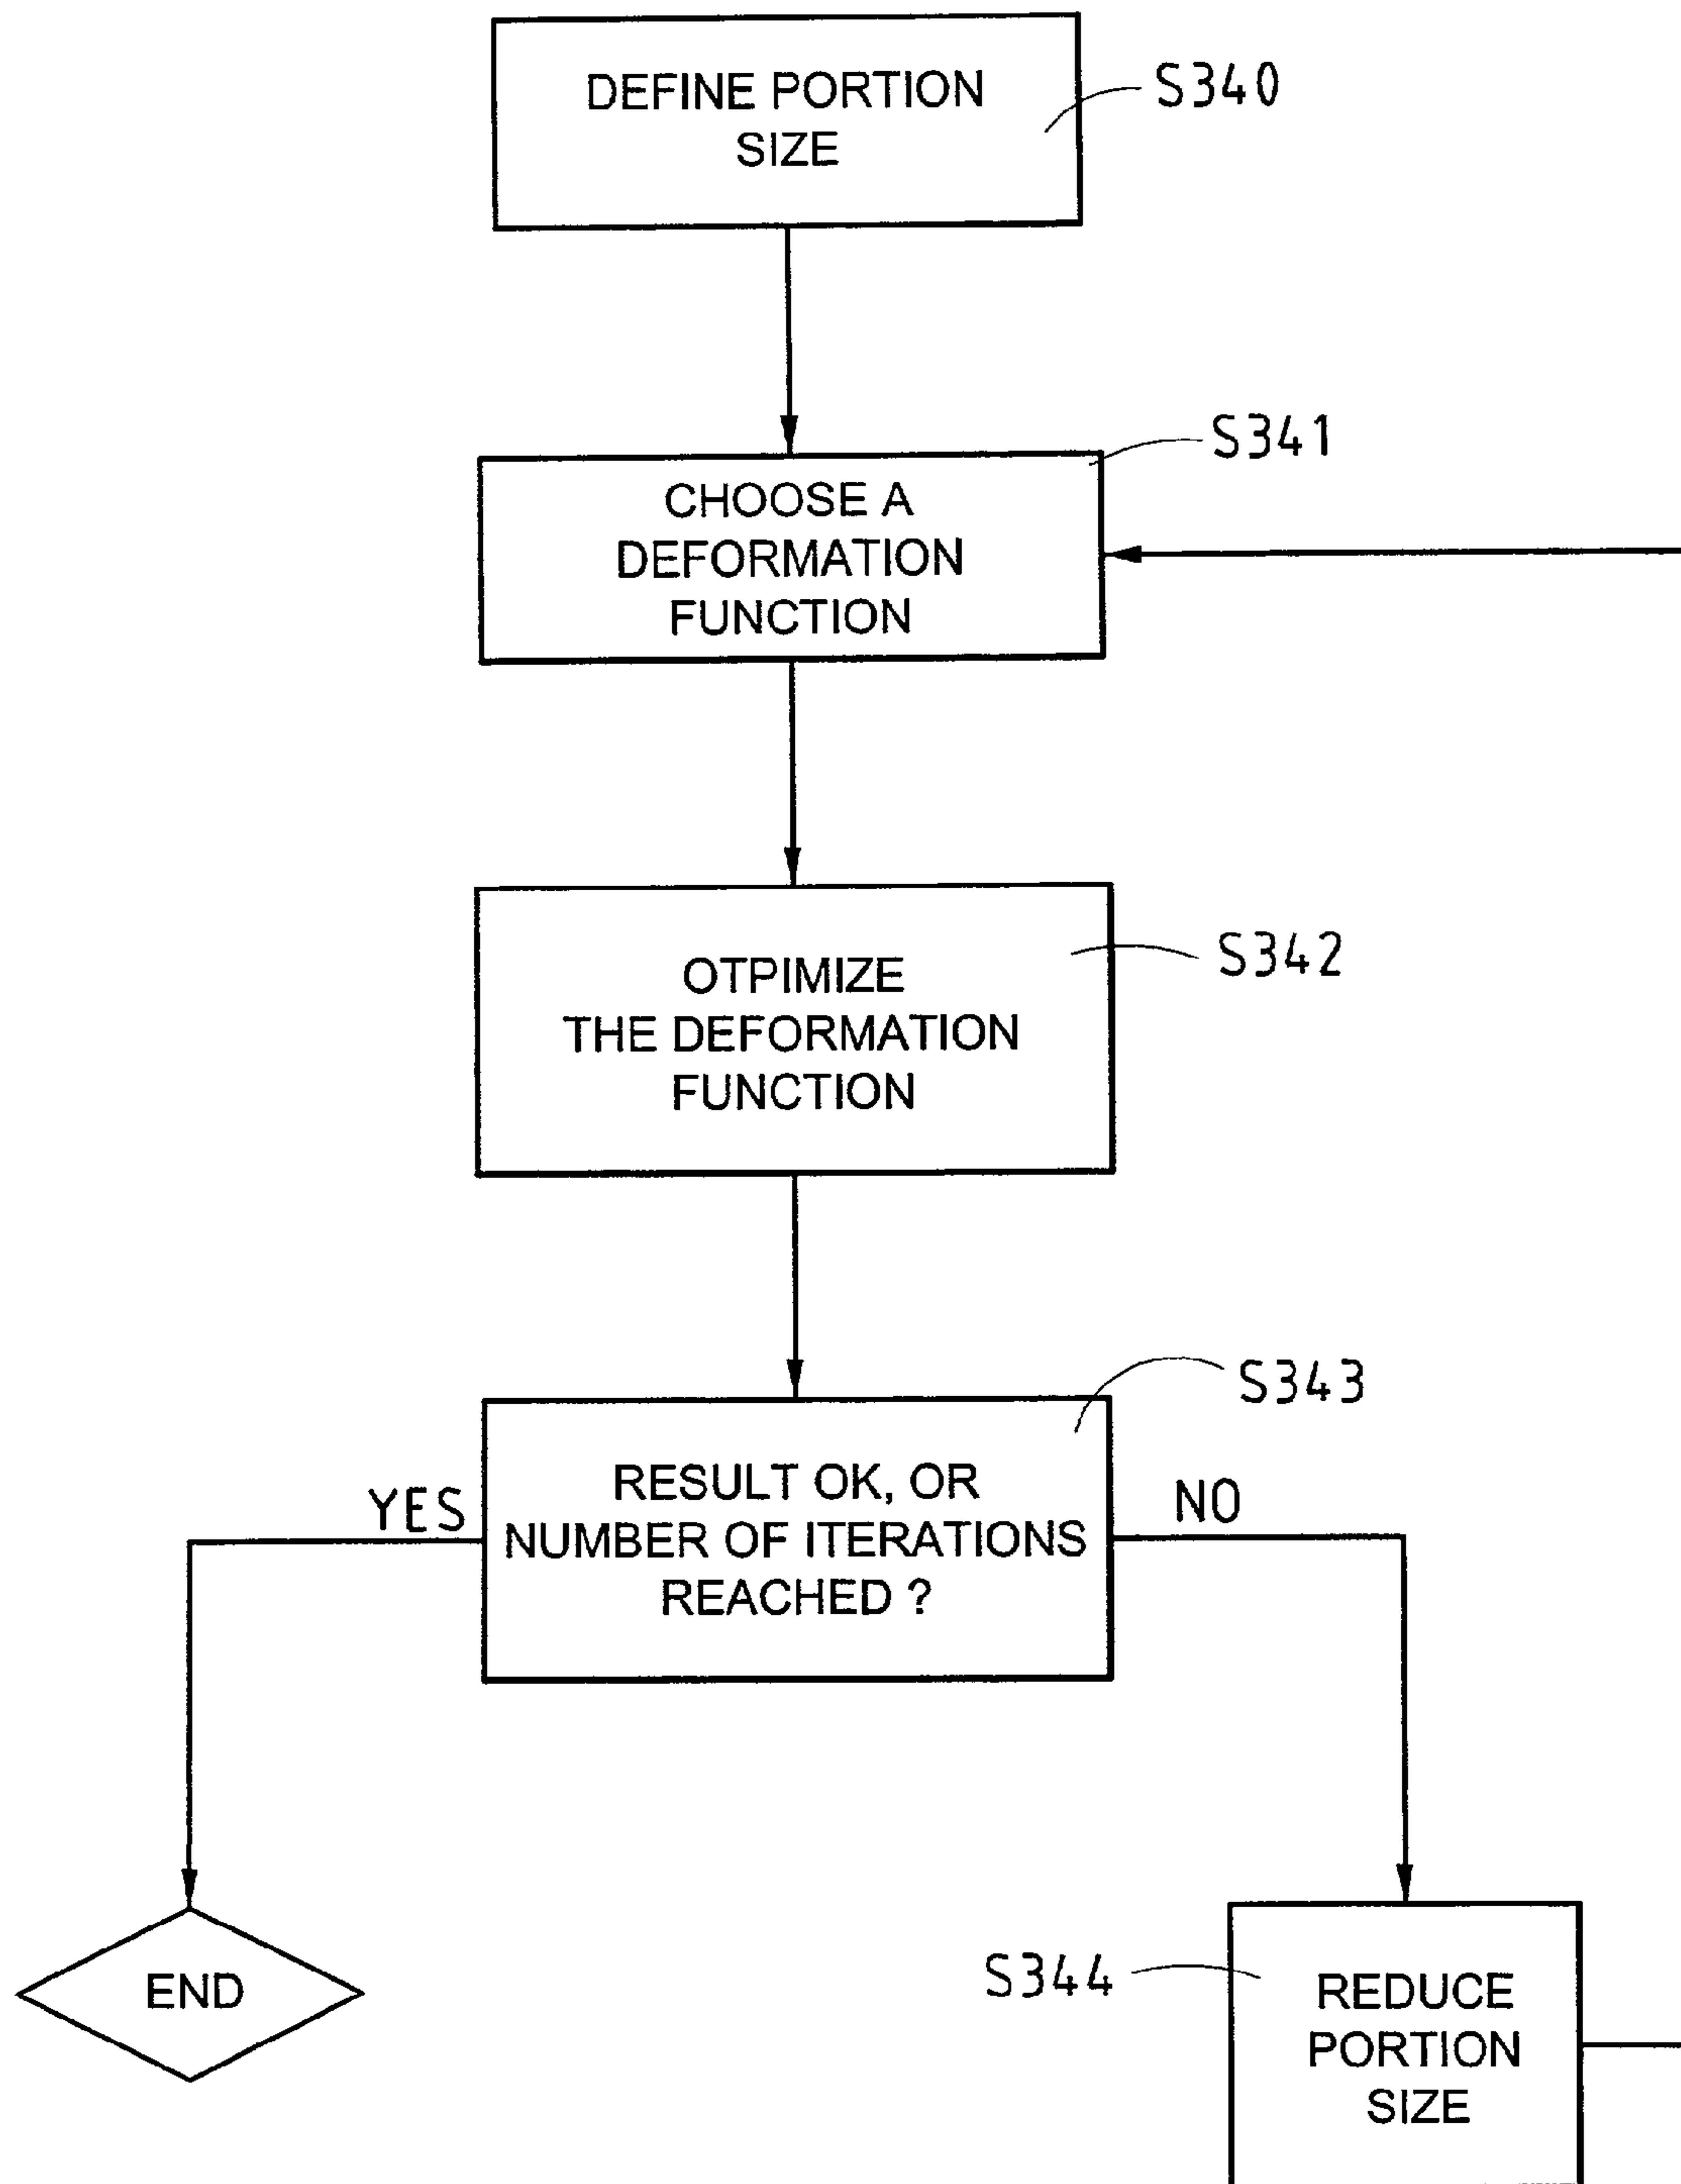 DEFINE PORTION
SIZE
S340
CHOOSE A
DEFORMATION
FUNCTION
S341
OTPIMIZE
THE DEFORMATION
FUNCTION
S342
RESULT OK, OR
NUMBER OF ITERATIONS
REACHED ?
S343
YES
NO
END
S344
REDUCE
PORTION
SIZE